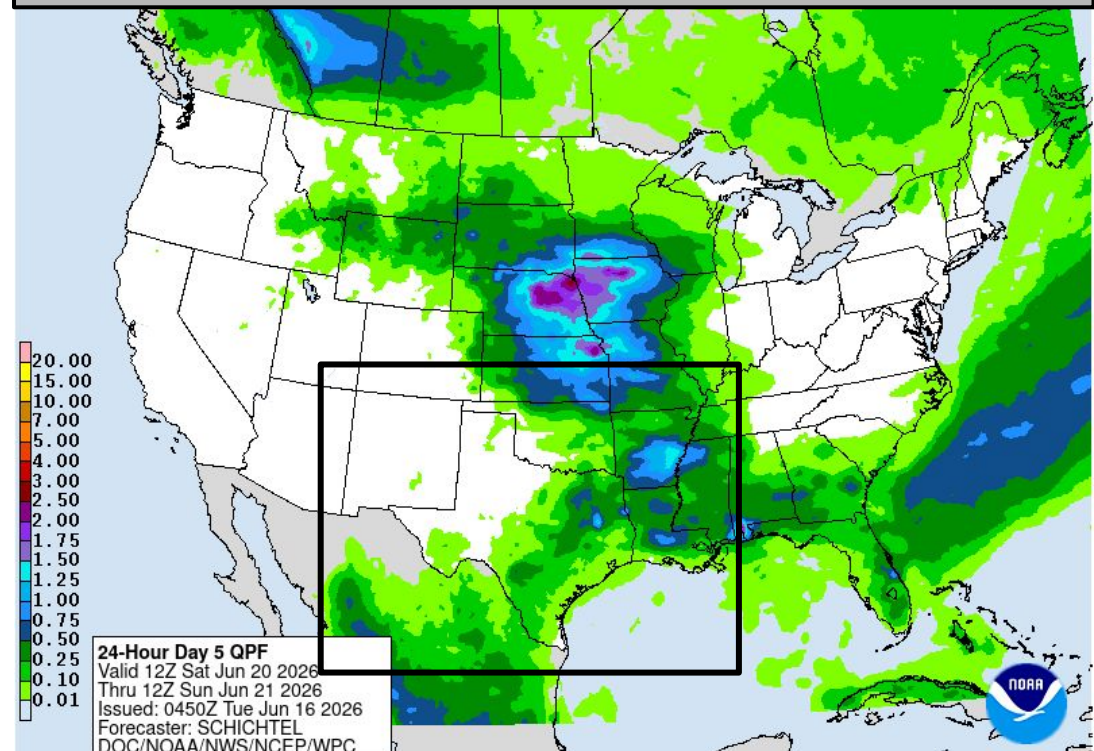 20.00
15.00
10.00
7.00
5.00
4.00
3.00
2.50
2.00
1.75
1.50
1.25
1.00
0.75
0.50
0.25
0.10
0.01
24-Hour Day 5 QPF
Valid 12Z Sat Jun 20 2026
Thru 12Z Sun Jun 21 2026
Issued: 0450Z Tue Jun 16 2026
Forecaster: SCHICHTEL
DOC/NOAA/NWS/NCEP/WPC
NOAA